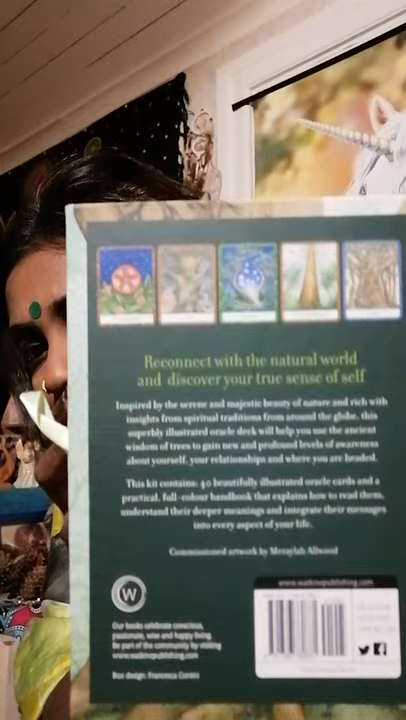 Reconnect with the natural world
and discover your true sense of self
Inspired by the serene and majestic beauty of nature and rich with
insights from spiritual traditions from around the globe, this
superbly illustrated oracle deck will help you use the ancient
wisdom of trees to gain new and profound levels of awareness
about yourself, your relationships and where you are headed.
This kit contains: 40 beautifully illustrated oracle cards and a
practical, full-colour handbook that explains how to read them,
understand their deeper meanings and integrate their messages
into every aspect of your life.
Commissioned artwork by Meraylah Allwood
www.watkinspublishing.com
W
Our books celebrate conscious,
passionate, wise and happy living.
Be part of the community by visiting
www.watkinspublishing.com
Box design: Francesca Corsini